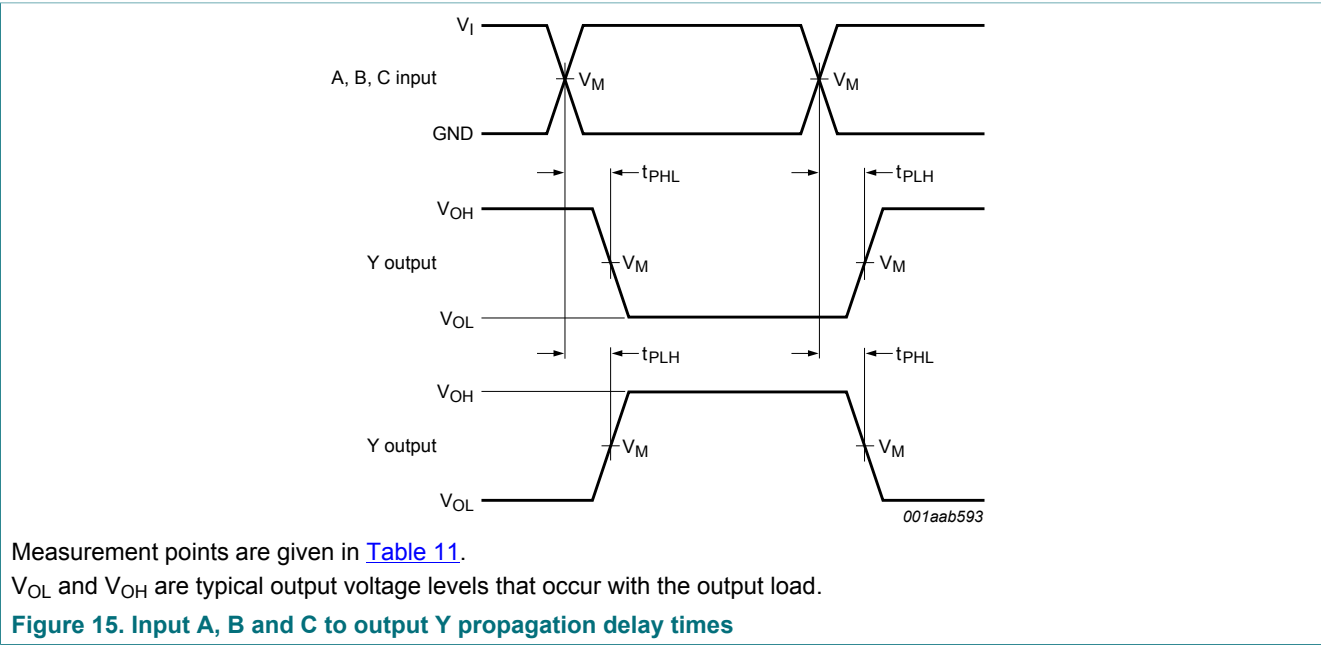 V_I
A, B, C input
V_M V_M
GND
t_PHL t_PLH
V_OH
Y output
V_M V_M
V_OL
t_PLH t_PHL
V_OH
Y output
V_M V_M
V_OL
001aab593
Measurement points are given in Table 11.
V_OL and V_OH are typical output voltage levels that occur with the output load.
Figure 15. Input A, B and C to output Y propagation delay times